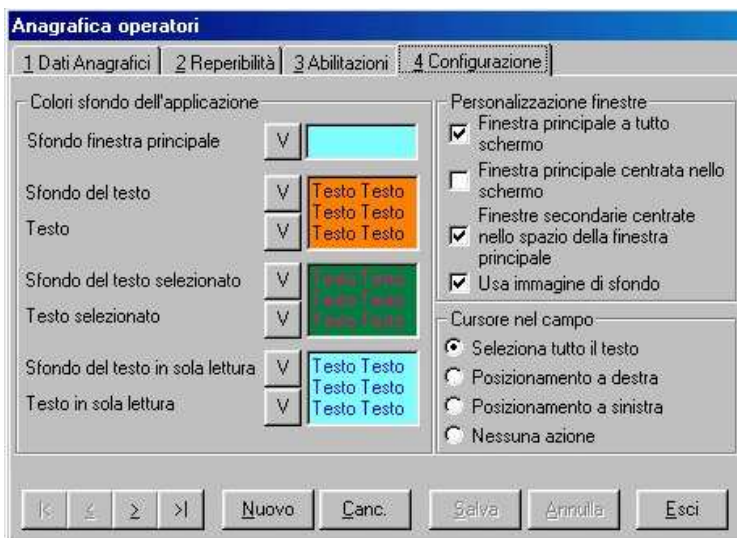 Anagrafica operatori
1 Dati Anagrafici
2 Reperibilità
3 Abilitazioni
4 Configurazione
Colori sfondo dell'applicazione
Sfondo finestra principale
V
Sfondo del testo
V
Testo
V
Testo Testo
Testo Testo
Testo Testo
Sfondo del testo selezionato
V
Testo selezionato
V
Testo Testo
Testo Testo
Testo Testo
Sfondo del testo in sola lettura
V
Testo in sola lettura
V
Testo Testo
Testo Testo
Testo Testo
Personalizzazione finestre
Finestra principale a tutto
schermo
Finestra principale centrata nello
schermo
Finestre secondarie centrate
nello spazio della finestra
principale
Usa immagine di sfondo
Cursore nel campo
Seleziona tutto il testo
Posizionamento a destra
Posizionamento a sinistra
Nessuna azione
|<
<
>
>|
Nuovo
Canc.
Salva
Annulla
Esci